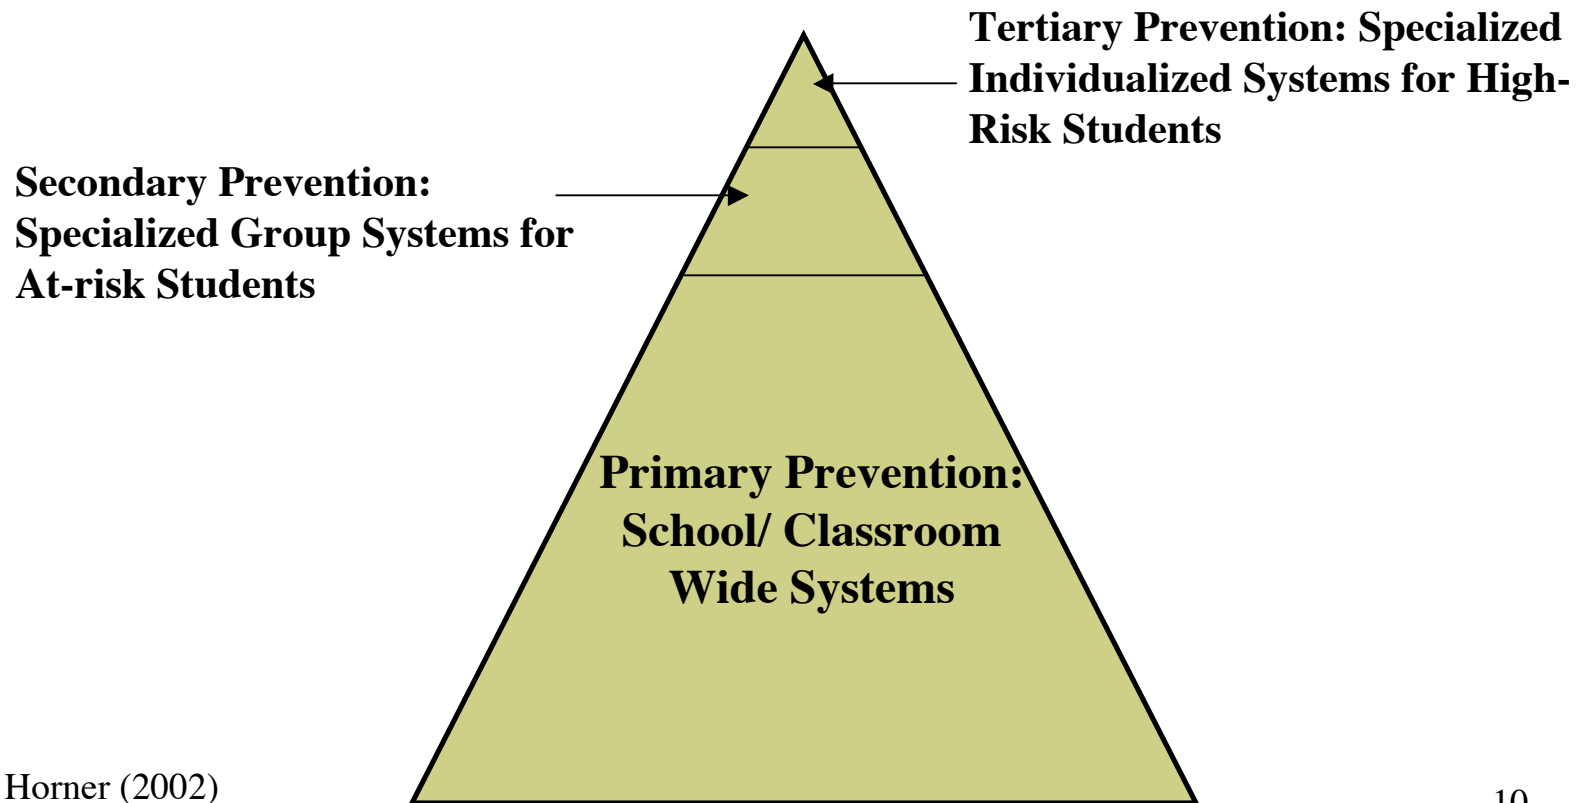 Tertiary Prevention: Specialized
Individualized Systems for High-
Risk Students
Secondary Prevention:
Specialized Group Systems for
At-risk Students
Primary Prevention:
School/ Classroom
Wide Systems
Horner (2002)
10